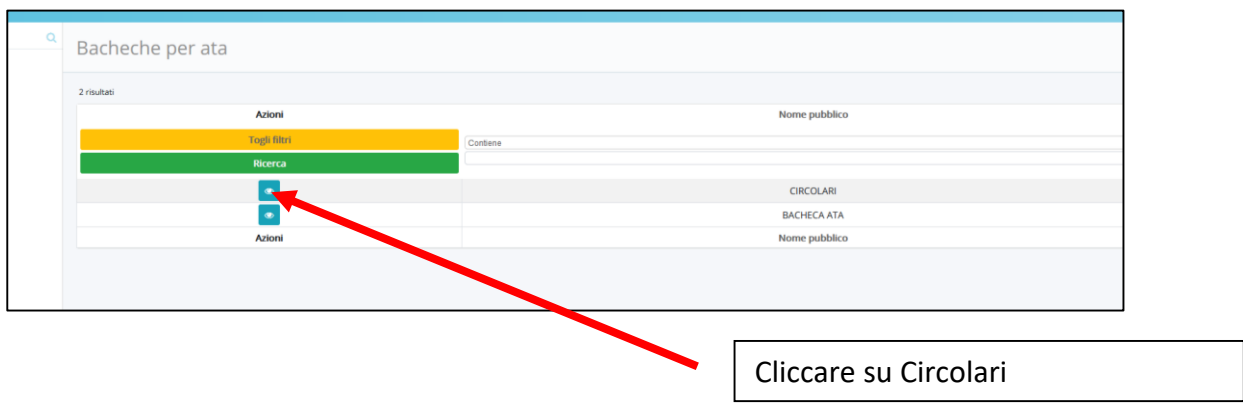 Bacheche per ata
2 risultati
Azioni Nome pubblico
Togli filtri Contiene
Ricerca
CIRCOLARI
BACHECA ATA
Azioni Nome pubblico
Cliccare su Circolari